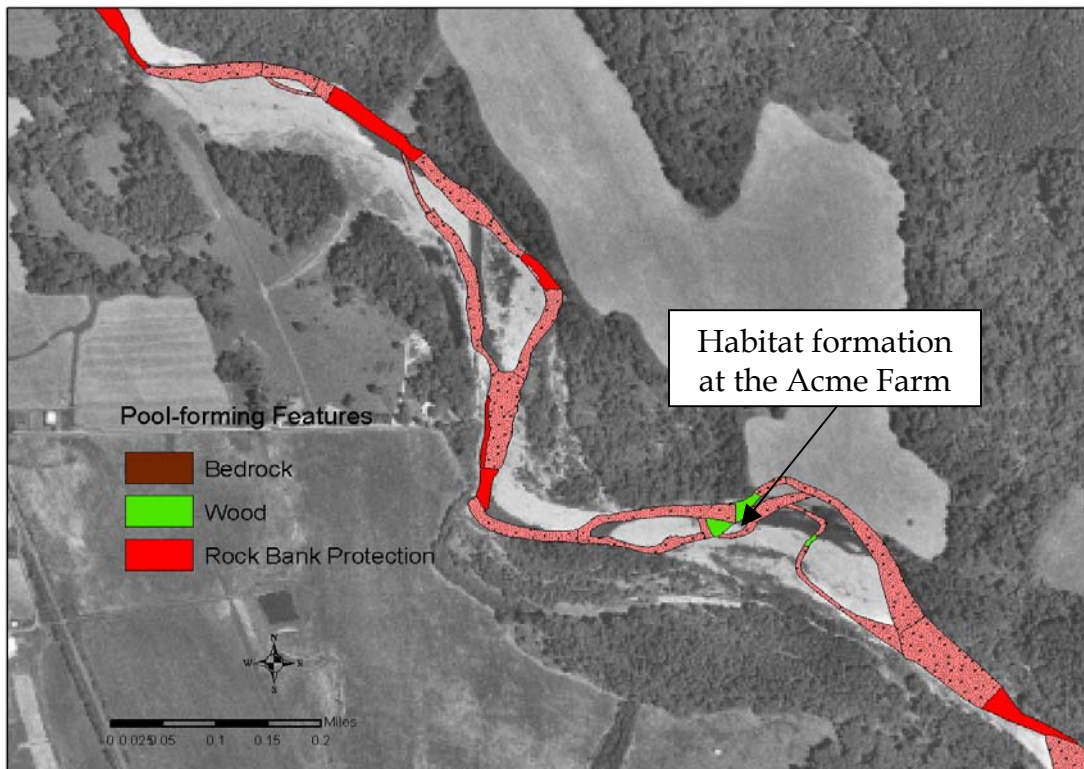 Habitat formation
at the Acme Farm
Pool-forming Features
Bedrock
Wood
Rock Bank Protection
N
W E
S
Miles
0 0.025 0.05 0.1 0.15 0.2